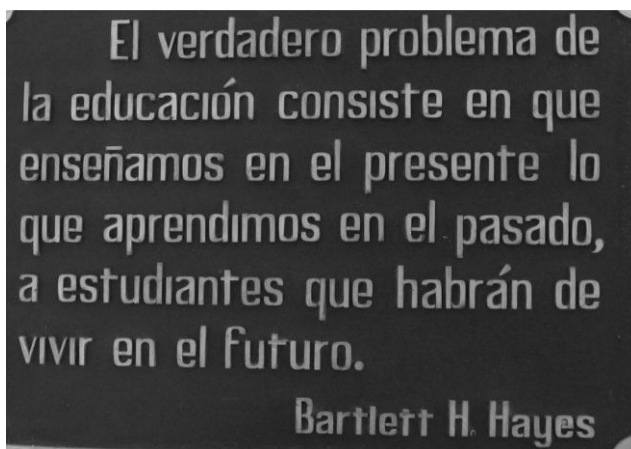 El verdadero problema de
la educación consiste en que
enseñamos en el presente lo
que aprendimos en el pasado,
a estudiantes que habrán de
vivir en el futuro.
Bartlett H. Hayes